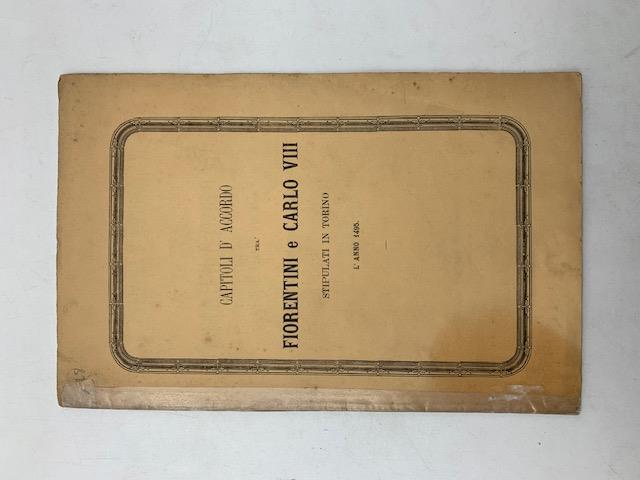 CAPITOLI D' ACCORDO
TRA'
FIORENTINI e CARLO VIII
STIPULATI IN TORINO
L' ANNO 1495.